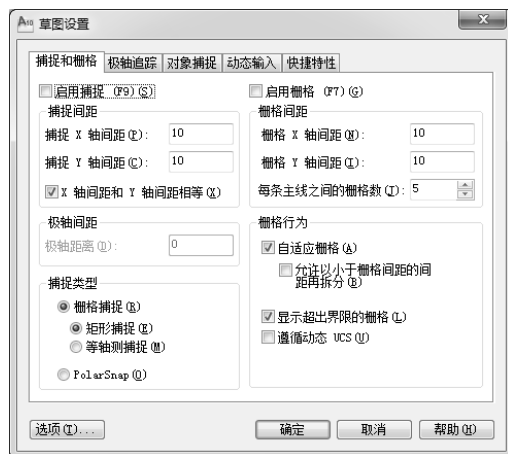 草图设置
捕捉和栅格 极轴追踪 对象捕捉 动态输入 快捷特性
启用捕捉 (F9)(S)
捕捉间距
捕捉 X 轴间距(P): 10
捕捉 Y 轴间距(C): 10
X 轴间距和 Y 轴间距相等(X)
极轴间距
极轴距离(D): 0
捕捉类型
栅格捕捉(R)
矩形捕捉(E)
等轴测捕捉(M)
PolarSnap(O)
启用栅格 (F7)(G)
栅格间距
栅格 X 轴间距(N): 10
栅格 Y 轴间距(I): 10
每条主线之间的栅格数(J): 5
栅格行为
自适应栅格(A)
允许以小于栅格间距的间
距再拆分(B)
显示超出界限的栅格(L)
遵循动态 UCS(U)
选项(T)... 确定 取消 帮助(H)